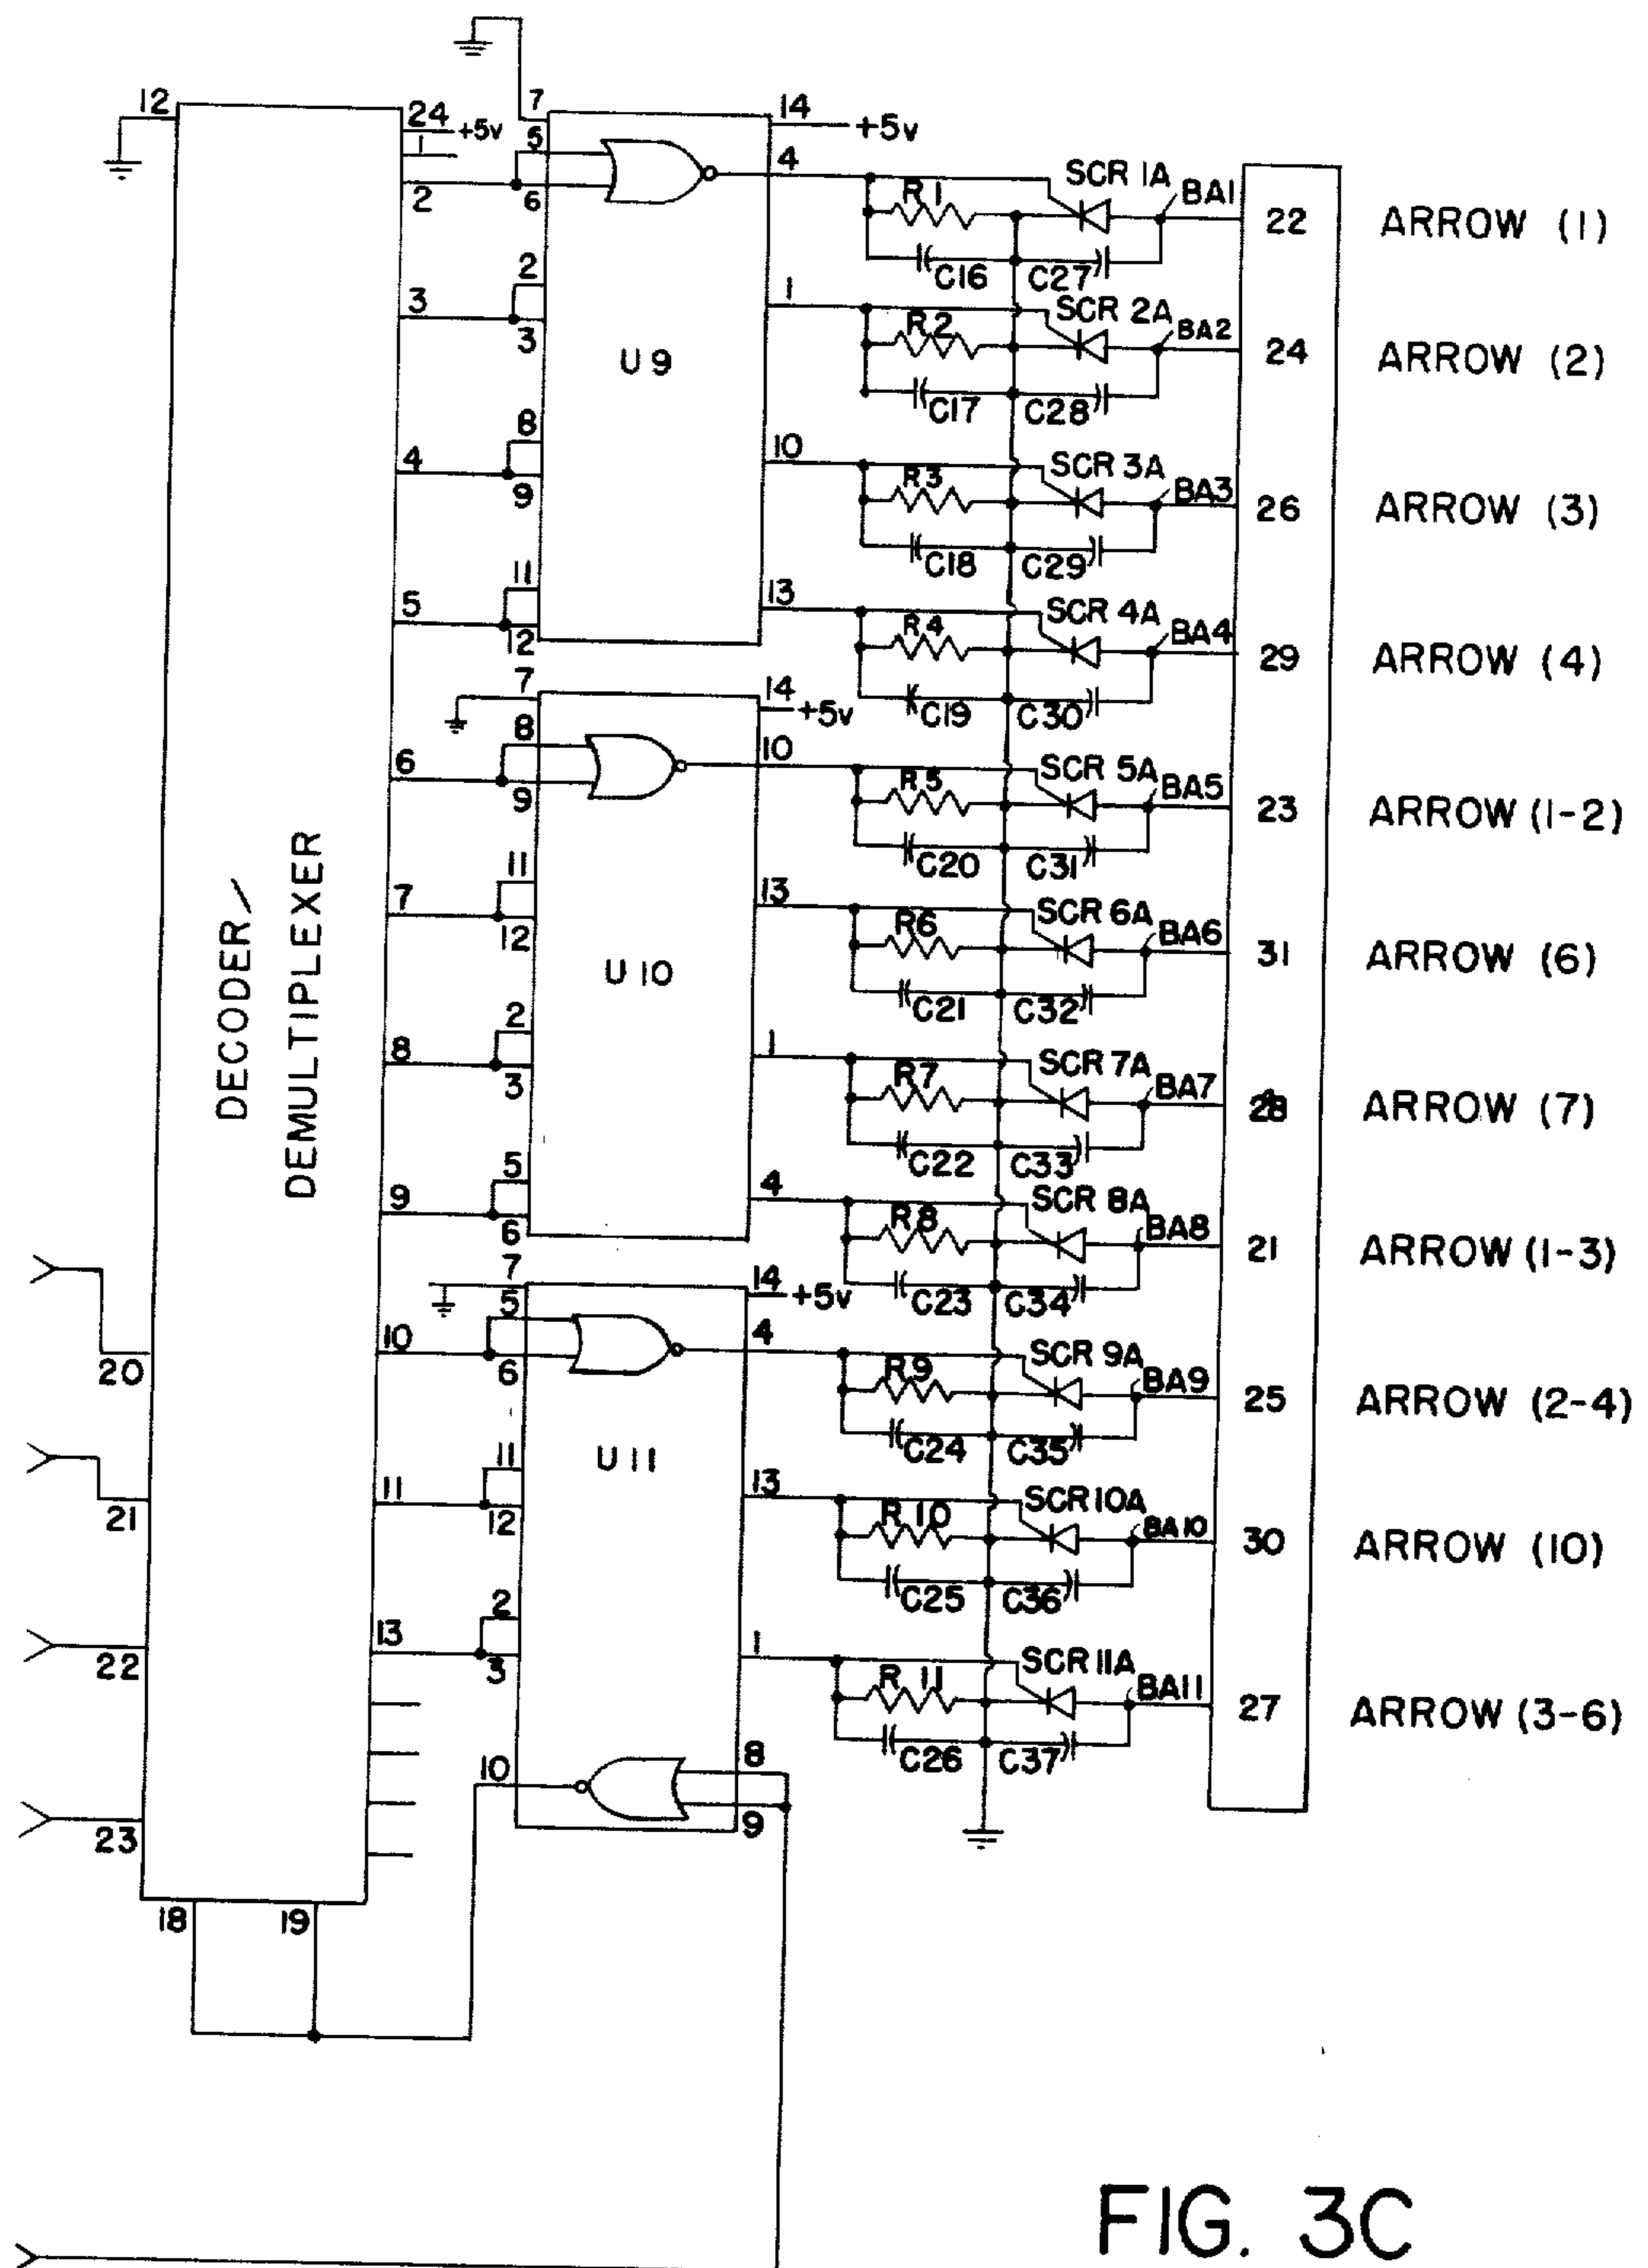 12
24
+5v
1
2
7
5
6
14
+5v
4
R1
C16
SCR 1A
C27
BA1
22
ARROW (1)
3
2
3
1
R2
C17
SCR 2A
C28
BA2
24
ARROW (2)
U9
4
8
9
10
R3
C18
SCR 3A
C29
BA3
26
ARROW (3)
5
11
12
13
R4
C19
SCR 4A
C30
BA4
29
ARROW (4)
7
14
+5v
6
8
9
10
R5
C20
SCR 5A
C31
BA5
23
ARROW (1-2)
DECODER/
DEMULTIPLEXER
7
11
12
13
R6
C21
SCR 6A
C32
BA6
31
ARROW (6)
U10
8
2
3
1
R7
C22
SCR 7A
C33
BA7
28
ARROW (7)
9
5
6
4
R8
C23
SCR 8A
C34
BA8
21
ARROW (1-3)
7
14
+5v
20
10
5
6
4
R9
C24
SCR 9A
C35
BA9
25
ARROW (2-4)
U11
21
11
11
12
13
R10
C25
SCR10A
C36
BA10
30
ARROW (10)
22
13
2
3
1
R11
C26
SCR11A
C37
BA11
27
ARROW (3-6)
23
10
8
9
18
19
FIG. 3C